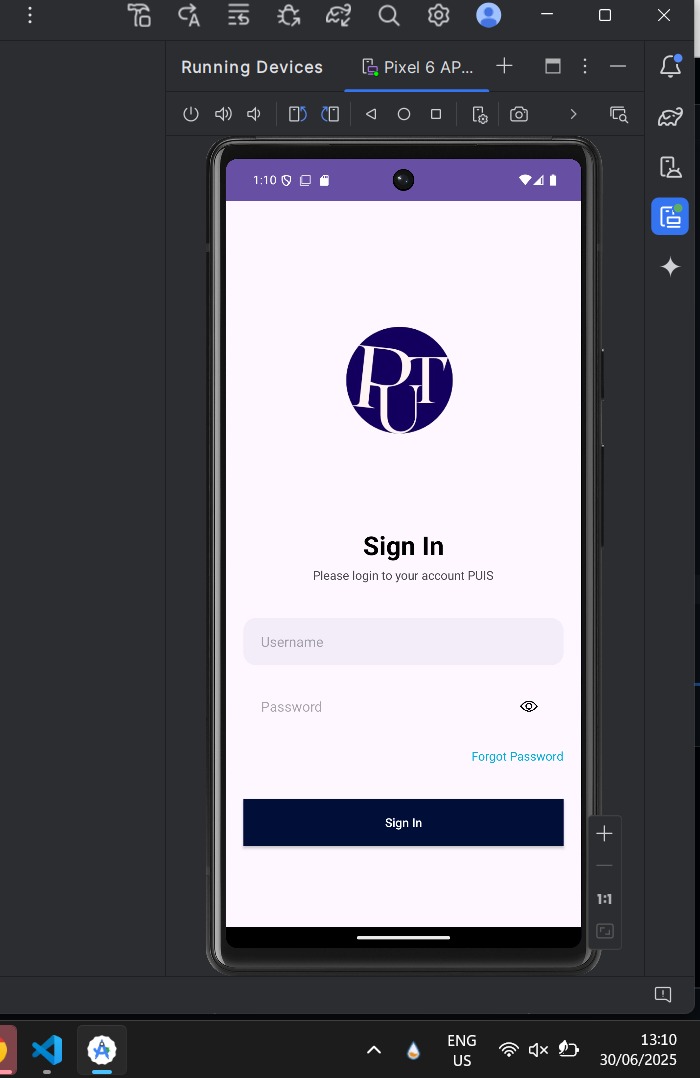 Running Devices
Pixel 6 AP...
1:10
PUT
Sign In
Please login to your account PUIS
Username
Password
Forgot Password
Sign In
1:1
ENG
US
13:10
30/06/2025